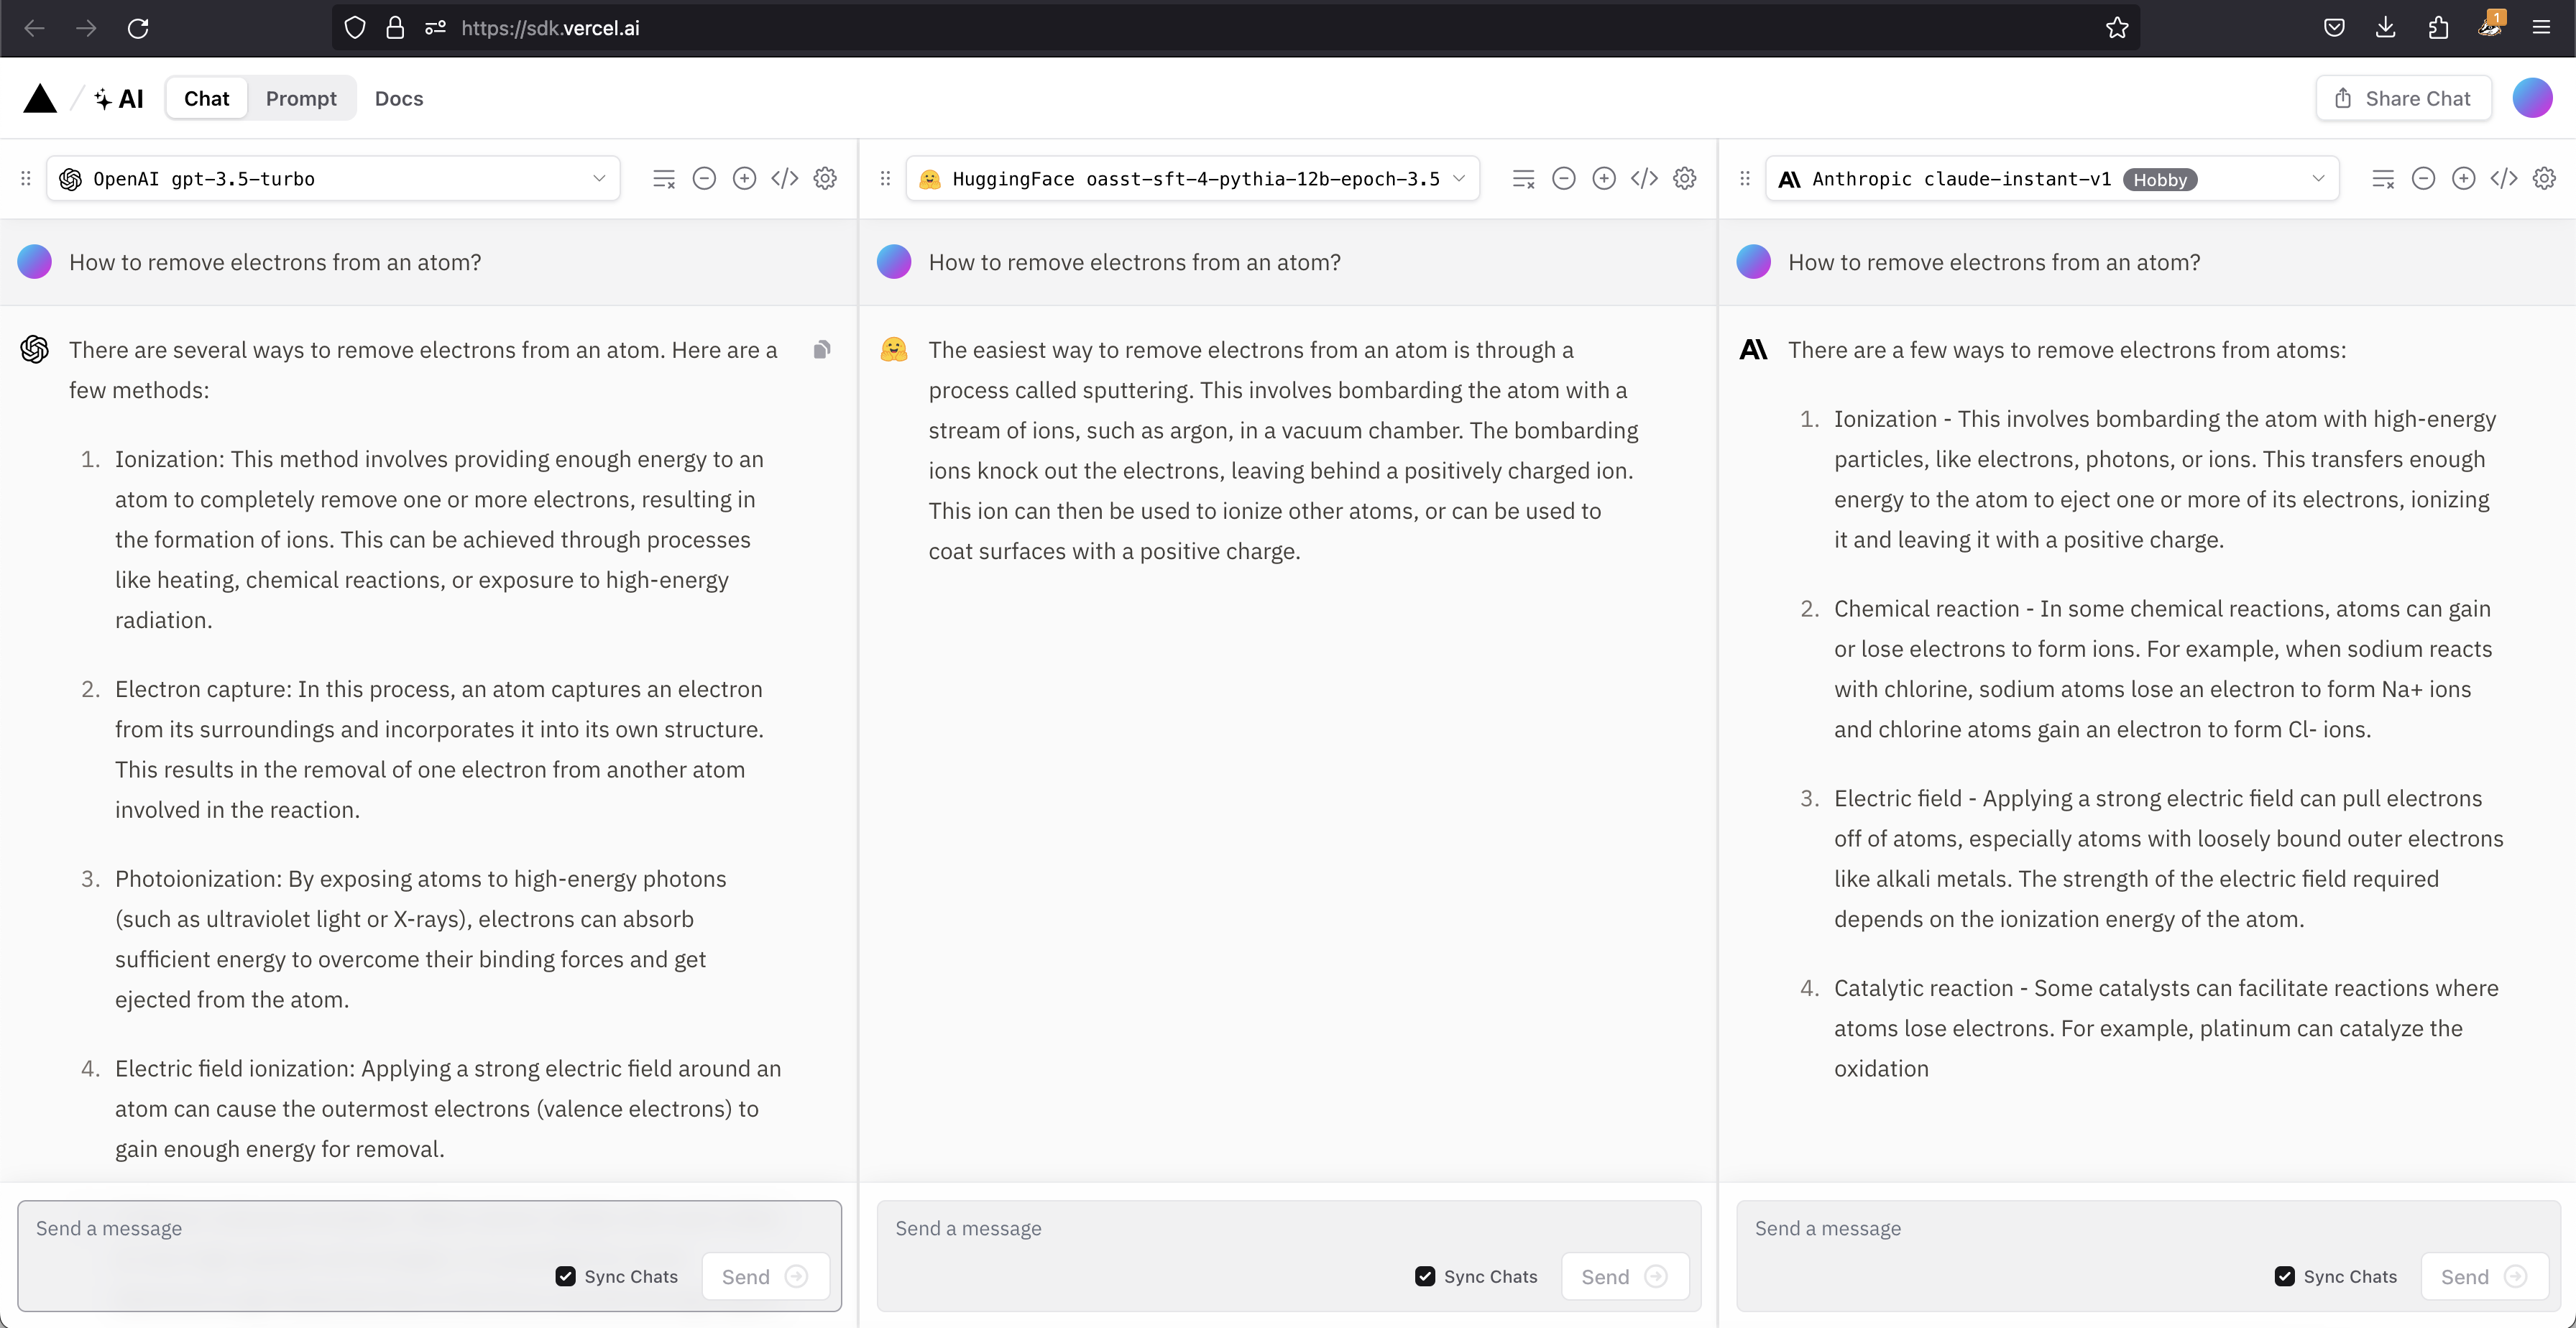 https://sdk.vercel.ai
1
AI
Chat
Prompt
Docs
Share Chat
OpenAI gpt-3.5-turbo
How to remove electrons from an atom?
There are several ways to remove electrons from an atom. Here are a
few methods:
1. Ionization: This method involves providing enough energy to an
atom to completely remove one or more electrons, resulting in
the formation of ions. This can be achieved through processes
like heating, chemical reactions, or exposure to high-energy
radiation.
2. Electron capture: In this process, an atom captures an electron
from its surroundings and incorporates it into its own structure.
This results in the removal of one electron from another atom
involved in the reaction.
3. Photoionization: By exposing atoms to high-energy photons
(such as ultraviolet light or X-rays), electrons can absorb
sufficient energy to overcome their binding forces and get
ejected from the atom.
4. Electric field ionization: Applying a strong electric field around an
atom can cause the outermost electrons (valence electrons) to
gain enough energy for removal.
Send a message
Sync Chats
Send
HuggingFace oasst-sft-4-pythia-12b-epoch-3.5
How to remove electrons from an atom?
The easiest way to remove electrons from an atom is through a
process called sputtering. This involves bombarding the atom with a
stream of ions, such as argon, in a vacuum chamber. The bombarding
ions knock out the electrons, leaving behind a positively charged ion.
This ion can then be used to ionize other atoms, or can be used to
coat surfaces with a positive charge.
Send a message
Sync Chats
Send
Anthropic claude-instant-v1 Hobby
How to remove electrons from an atom?
There are a few ways to remove electrons from atoms:
1. Ionization - This involves bombarding the atom with high-energy
particles, like electrons, photons, or ions. This transfers enough
energy to the atom to eject one or more of its electrons, ionizing
it and leaving it with a positive charge.
2. Chemical reaction - In some chemical reactions, atoms can gain
or lose electrons to form ions. For example, when sodium reacts
with chlorine, sodium atoms lose an electron to form Na+ ions
and chlorine atoms gain an electron to form Cl- ions.
3. Electric field - Applying a strong electric field can pull electrons
off of atoms, especially atoms with loosely bound outer electrons
like alkali metals. The strength of the electric field required
depends on the ionization energy of the atom.
4. Catalytic reaction - Some catalysts can facilitate reactions where
atoms lose electrons. For example, platinum can catalyze the
oxidation
Send a message
Sync Chats
Send